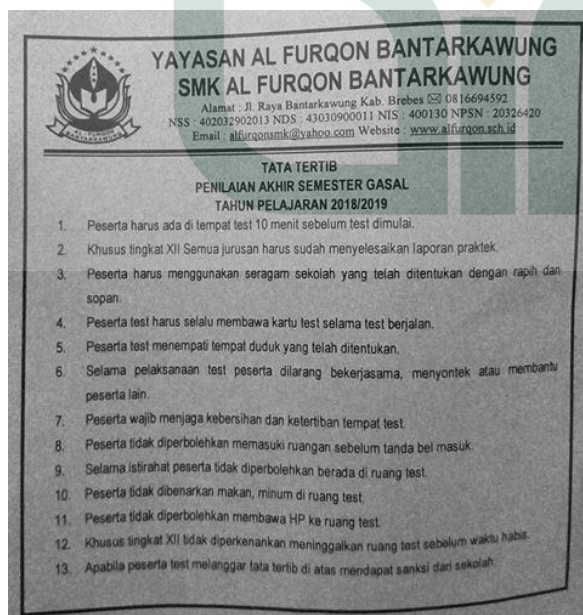 YAYASAN AL FURQON BANTARKAWUNG
SMK AL FURQON BANTARKAWUNG
Alamat : Jl. Raya Bantarkawung Kab. Brebes ✉ 0816694592
NSS : 402032902013 NDS : 43030900011 NIS : 400130 NPSN : 20326420
Email : alfurqonsmk@yahoo.com Website : www.alfurqon.sch.id
AL FURQON
BANTARKAWUNG
TATA TERTIB
PENILAIAN AKHIR SEMESTER GASAL
TAHUN PELAJARAN 2018/2019
1. Peserta harus ada di tempat test 10 menit sebelum test dimulai.
2. Khusus tingkat XII Semua jurusan harus sudah menyelesaikan laporan praktek.
3. Peserta harus menggunakan seragam sekolah yang telah ditentukan dengan rapih dan
sopan.
4. Peserta test harus selalu membawa kartu test selama test berjalan.
5. Peserta test menempati tempat duduk yang telah ditentukan.
6. Selama pelaksanaan test peserta dilarang bekerjasama, menyontek atau membantu
peserta lain.
7. Peserta wajib menjaga kebersihan dan ketertiban tempat test.
8. Peserta tidak diperbolehkan memasuki ruangan sebelum tanda bel masuk.
9. Selama istirahat peserta tidak diperbolehkan berada di ruang test.
10. Peserta tidak dibenarkan makan, minum di ruang test.
11. Peserta tidak diperbolehkan membawa HP ke ruang test.
12. Khusus tingkat XII tidak diperkenankan meninggalkan ruang test sebelum waktu habis.
13. Apabila peserta test melanggar tata tertib di atas mendapat sanksi dari sekolah.